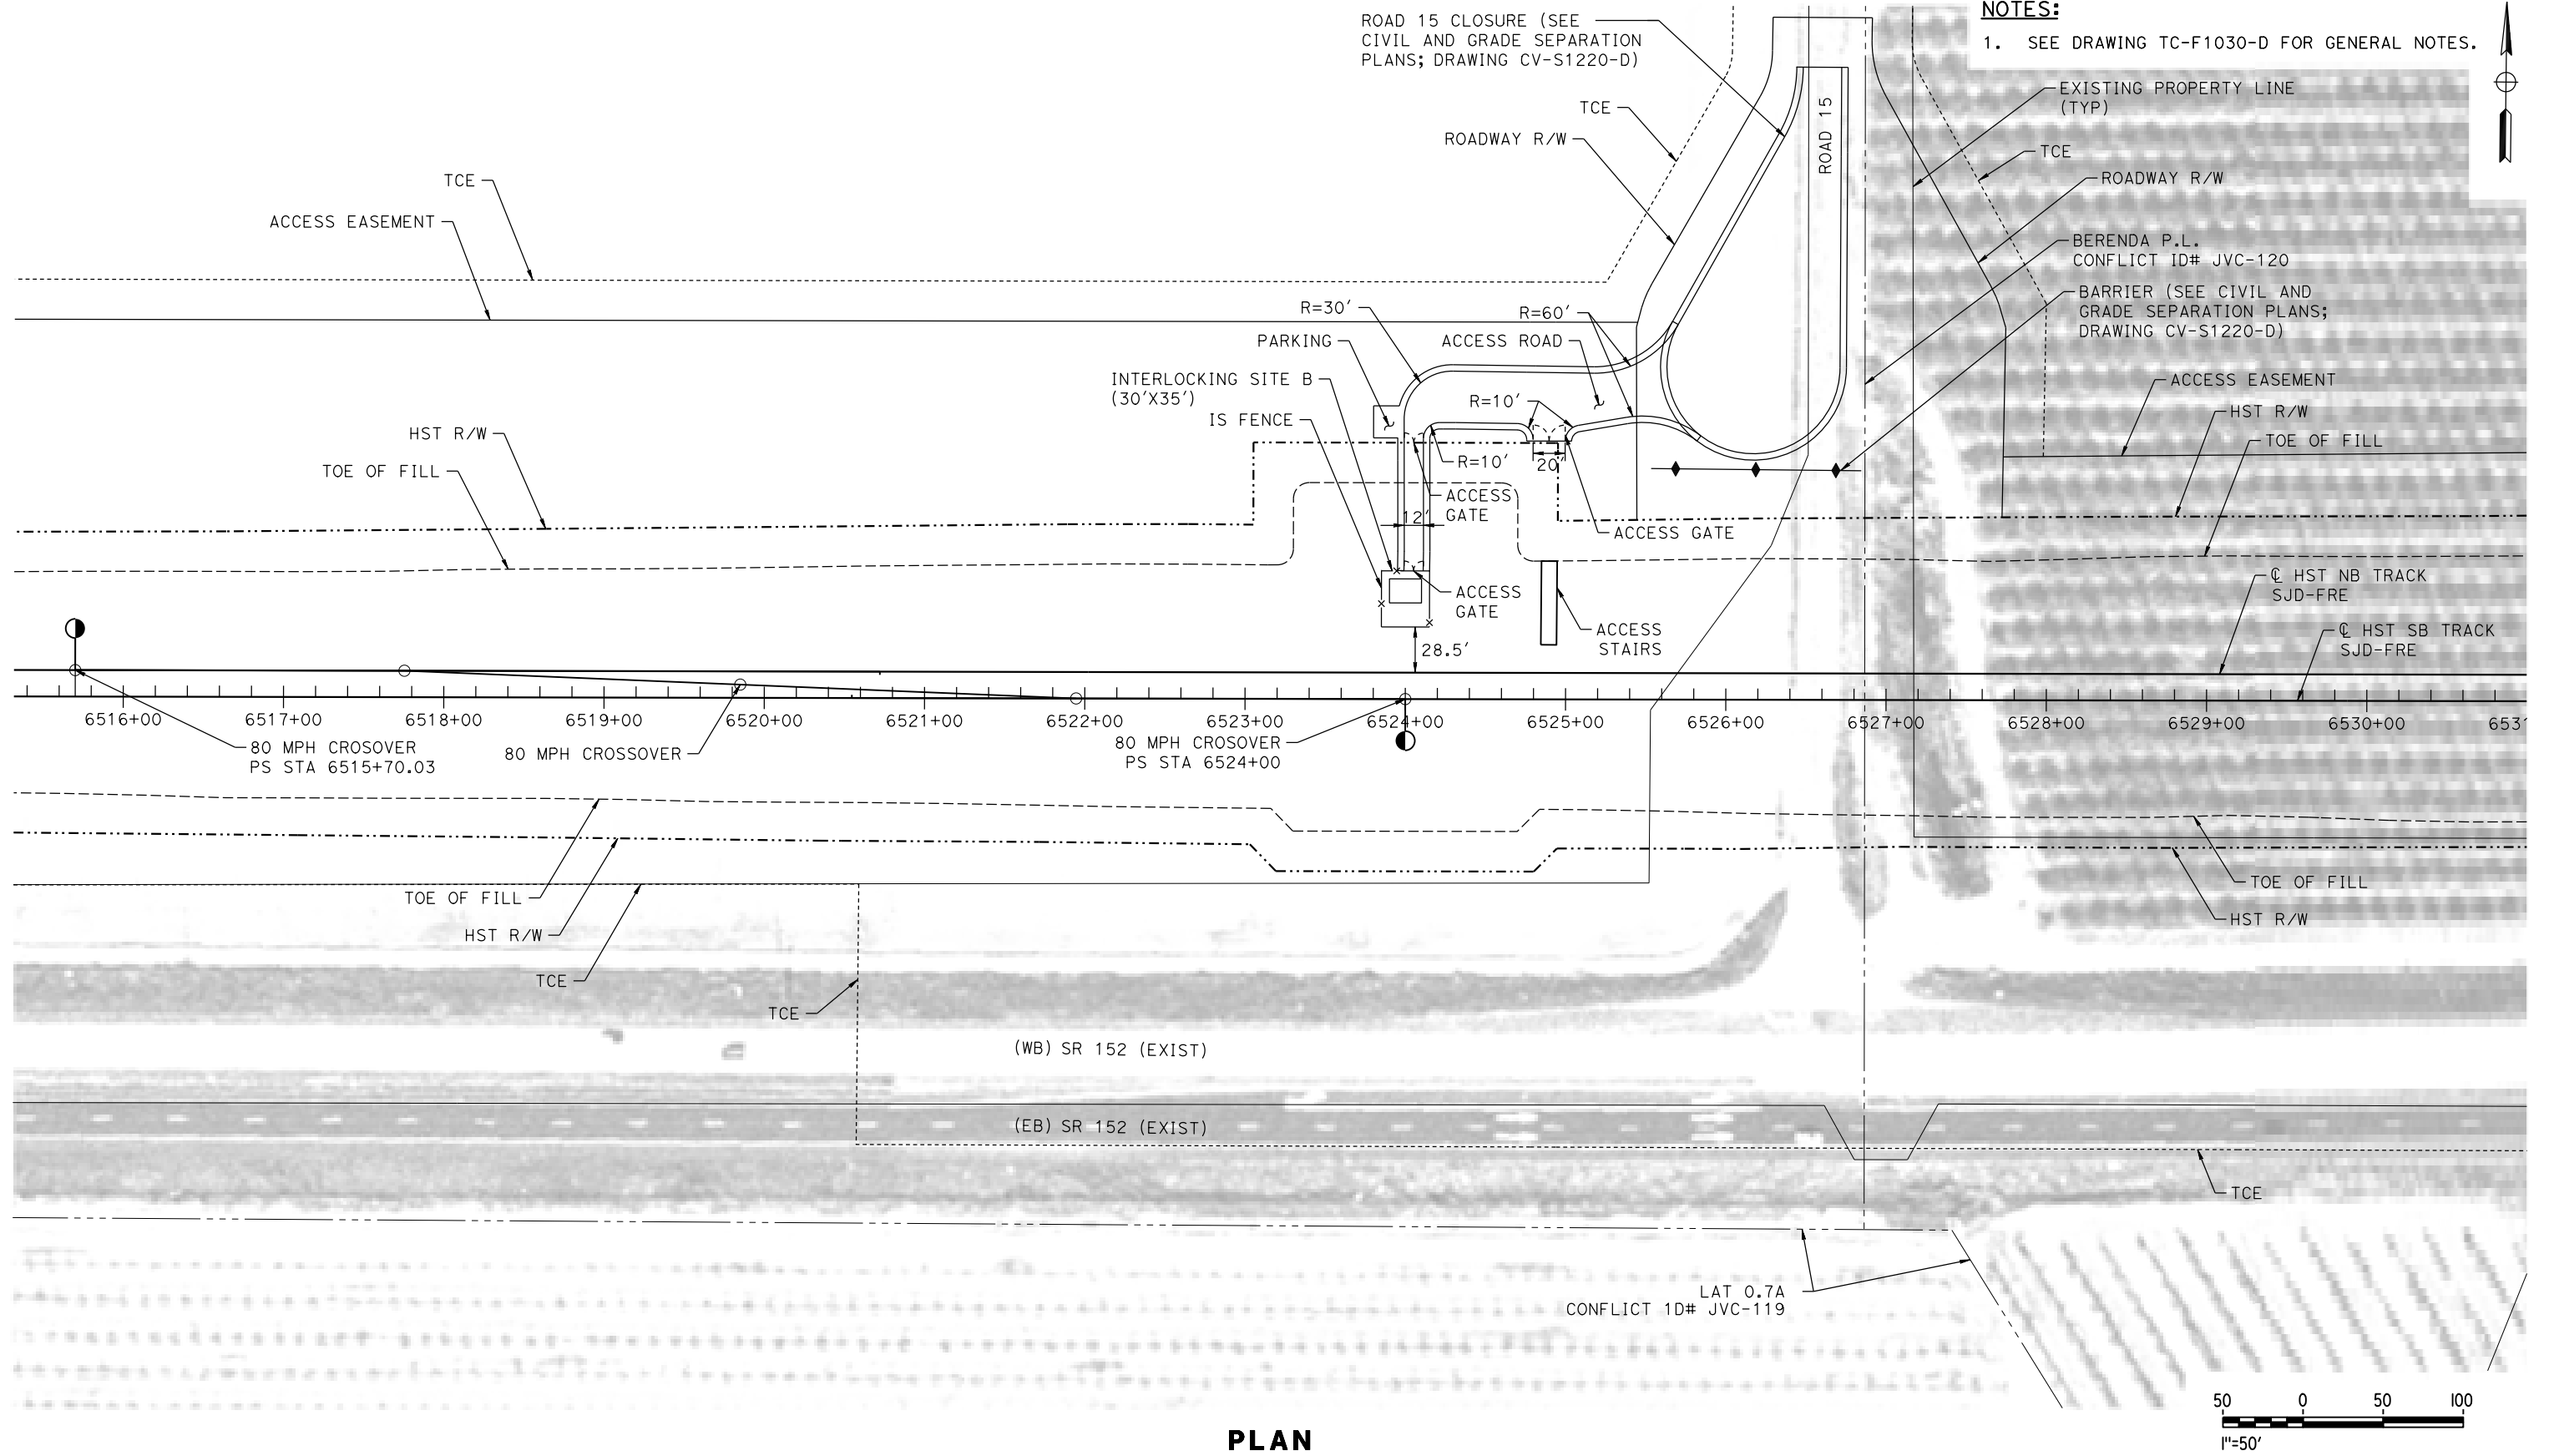 NOTES:
1. SEE DRAWING TC-F1030-D FOR GENERAL NOTES.
ROAD 15 CLOSURE (SEE
CIVIL AND GRADE SEPARATION
PLANS; DRAWING CV-S1220-D)
TCE
ROADWAY R/W
ROAD 15
EXISTING PROPERTY LINE
(TYP)
TCE
ROADWAY R/W
BERENDA P.L.
CONFLICT ID# JVC-120
BARRIER (SEE CIVIL AND
GRADE SEPARATION PLANS;
DRAWING CV-S1220-D)
ACCESS EASEMENT
HST R/W
TOE OF FILL
TCE
ACCESS EASEMENT
R=30'
R=60'
PARKING
ACCESS ROAD
INTERLOCKING SITE B
(30'X35')
R=10'
IS FENCE
HST R/W
TOE OF FILL
R=10'
20'
ACCESS
GATE
12'
ACCESS GATE
ACCESS
GATE
ACCESS
STAIRS
28.5'
℄ HST NB TRACK
SJD-FRE
℄ HST SB TRACK
SJD-FRE
6516+00
6517+00
6518+00
6519+00
6520+00
6521+00
6522+00
6523+00
6524+00
6525+00
6526+00
6527+00
6528+00
6529+00
6530+00
6531
80 MPH CROSOVER
PS STA 6515+70.03
80 MPH CROSSOVER
80 MPH CROSOVER
PS STA 6524+00
TOE OF FILL
HST R/W
TCE
TCE
TOE OF FILL
HST R/W
(WB) SR 152 (EXIST)
(EB) SR 152 (EXIST)
TCE
LAT 0.7A
CONFLICT 1D# JVC-119
50 0 50 100
1"=50'
PLAN